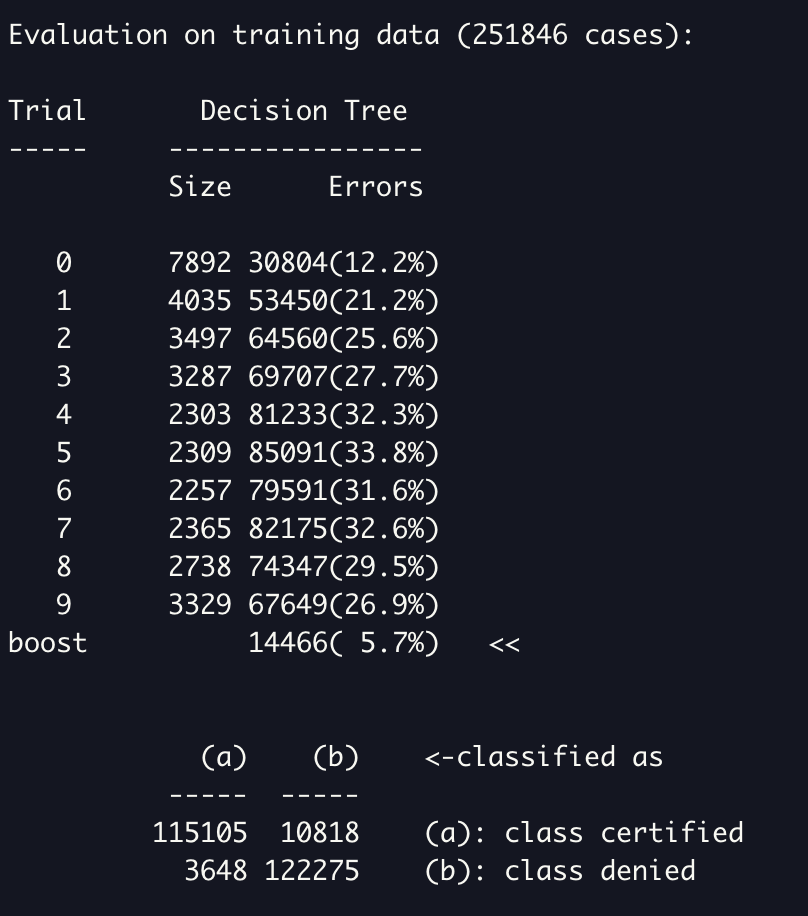 Evaluation on training data (251846 cases):
Trial Decision Tree
----- ----------------
Size Errors
0 7892 30804(12.2%)
1 4035 53450(21.2%)
2 3497 64560(25.6%)
3 3287 69707(27.7%)
4 2303 81233(32.3%)
5 2309 85091(33.8%)
6 2257 79591(31.6%)
7 2365 82175(32.6%)
8 2738 74347(29.5%)
9 3329 67649(26.9%)
boost 14466( 5.7%) <<
(a) (b) <-classified as
----- -----
115105 10818 (a): class certified
3648 122275 (b): class denied